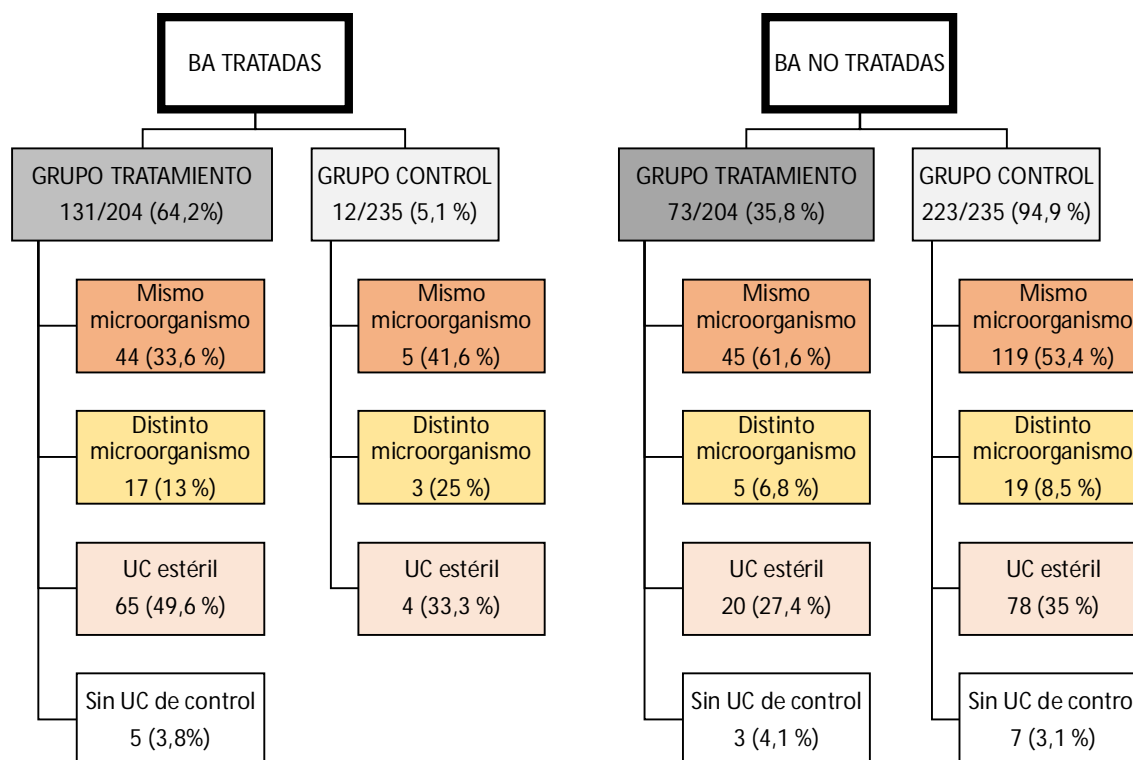 BA TRATADAS
GRUPO TRATAMIENTO
131/204 (64,2%)
GRUPO CONTROL
12/235 (5,1 %)
Mismo
microorganismo
44 (33,6 %)
Mismo
microorganismo
5 (41,6 %)
Distinto
microorganismo
17 (13 %)
Distinto
microorganismo
3 (25 %)
UC estéril
65 (49,6 %)
UC estéril
4 (33,3 %)
Sin UC de control
5 (3,8%)
BA NO TRATADAS
GRUPO TRATAMIENTO
73/204 (35,8 %)
GRUPO CONTROL
223/235 (94,9 %)
Mismo
microorganismo
45 (61,6 %)
Mismo
microorganismo
119 (53,4 %)
Distinto
microorganismo
5 (6,8 %)
Distinto
microorganismo
19 (8,5 %)
UC estéril
20 (27,4 %)
UC estéril
78 (35 %)
Sin UC de control
3 (4,1 %)
Sin UC de control
7 (3,1 %)